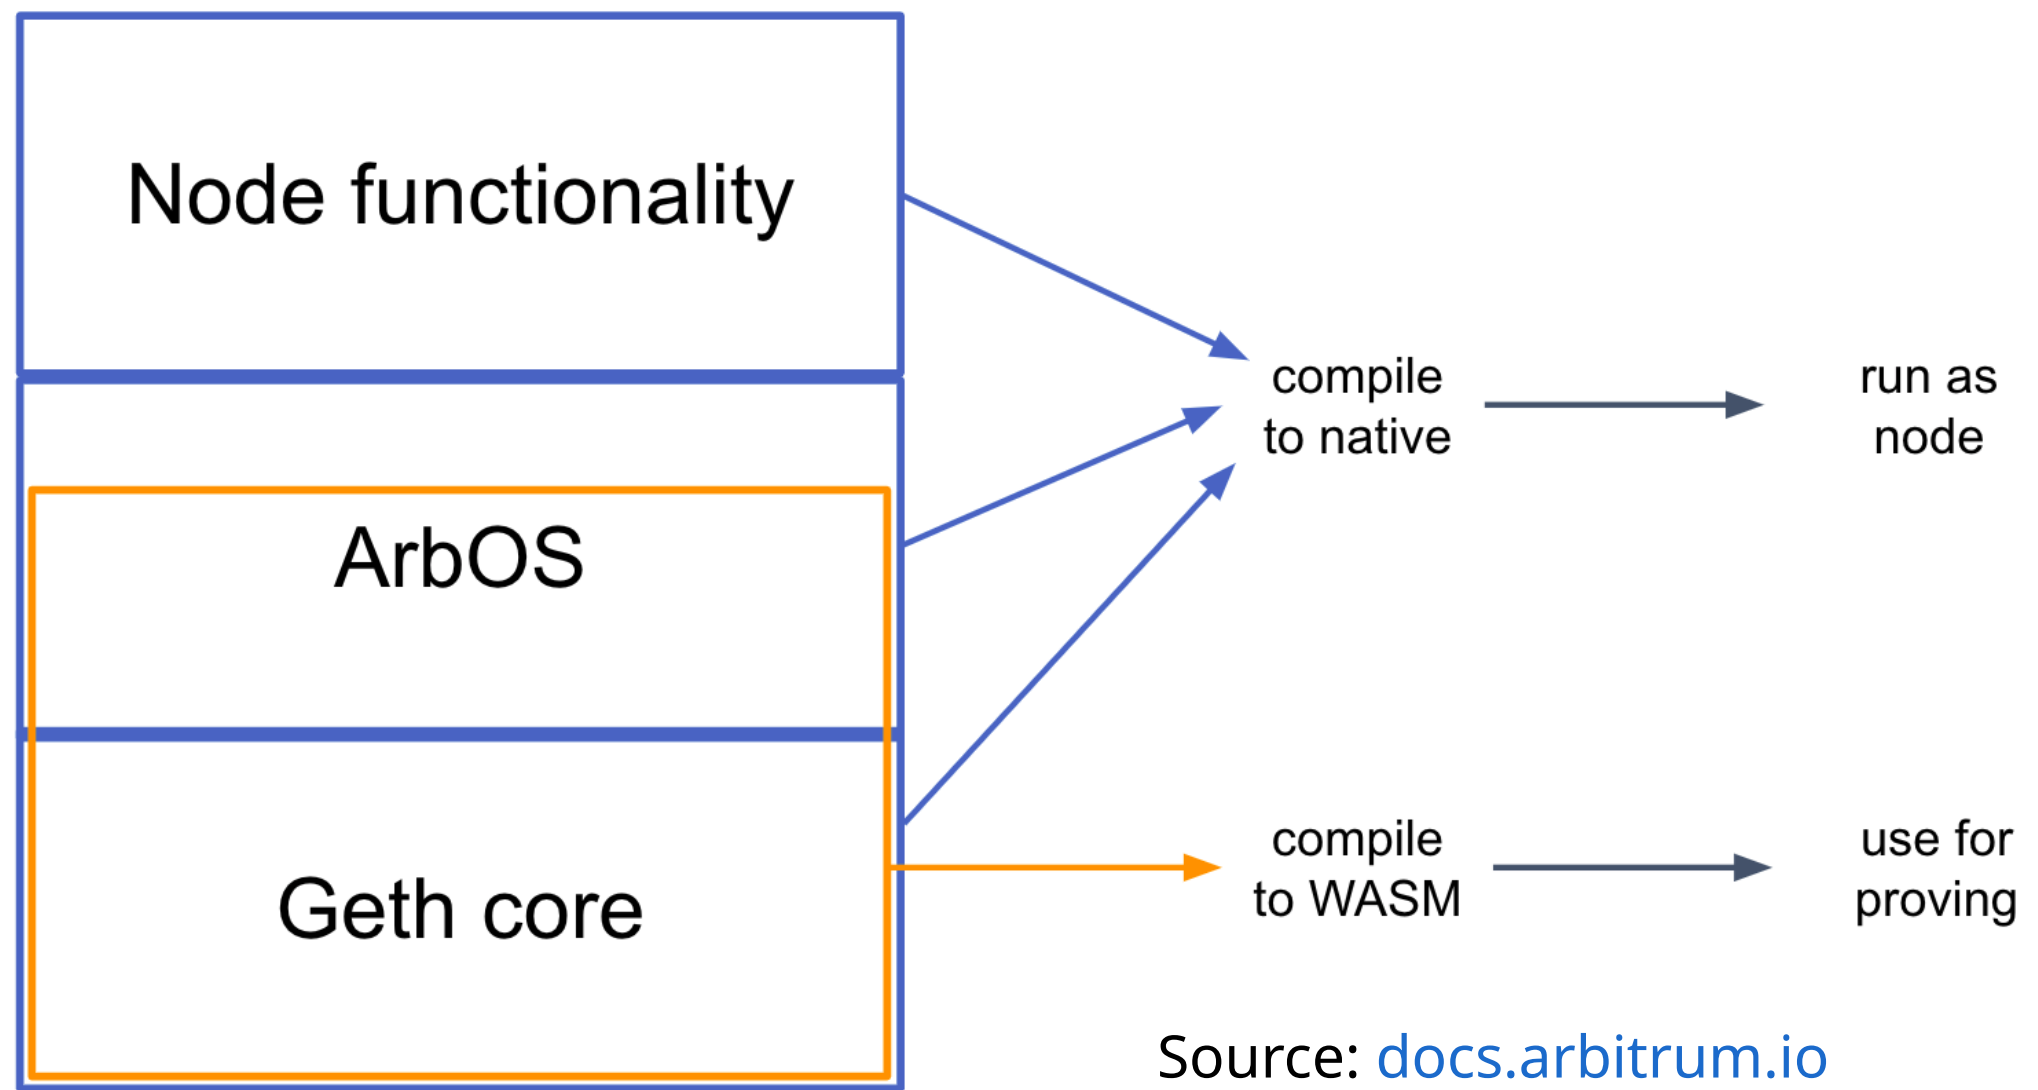 Node functionality
compile
to native
run as
node
ArbOS
Geth core
compile
to WASM
use for
proving
Source: docs.arbitrum.io